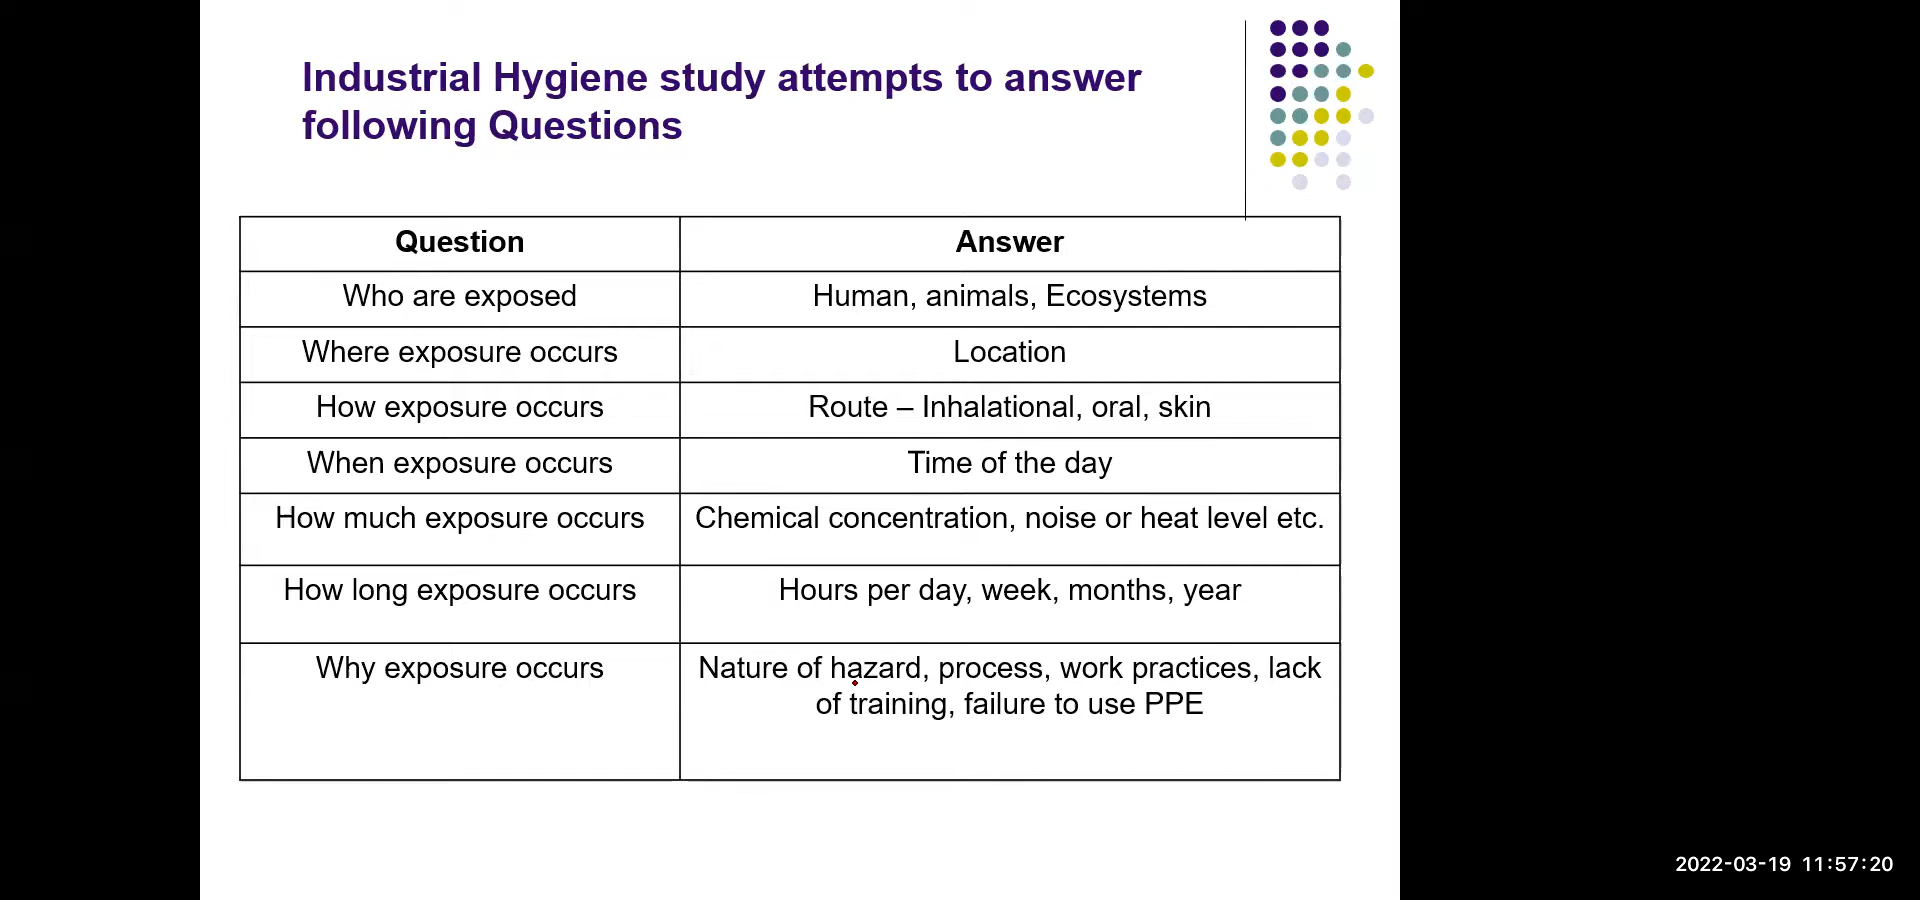 Industrial Hygiene study attempts to answer
following Questions
Question Answer
Who are exposed Human, animals, Ecosystems
Where exposure occurs Location
How exposure occurs Route – Inhalational, oral, skin
When exposure occurs Time of the day
How much exposure occurs Chemical concentration, noise or heat level etc.
How long exposure occurs Hours per day, week, months, year
Why exposure occurs Nature of hazard, process, work practices, lack
of training, failure to use PPE
2022-03-19 11:57:20